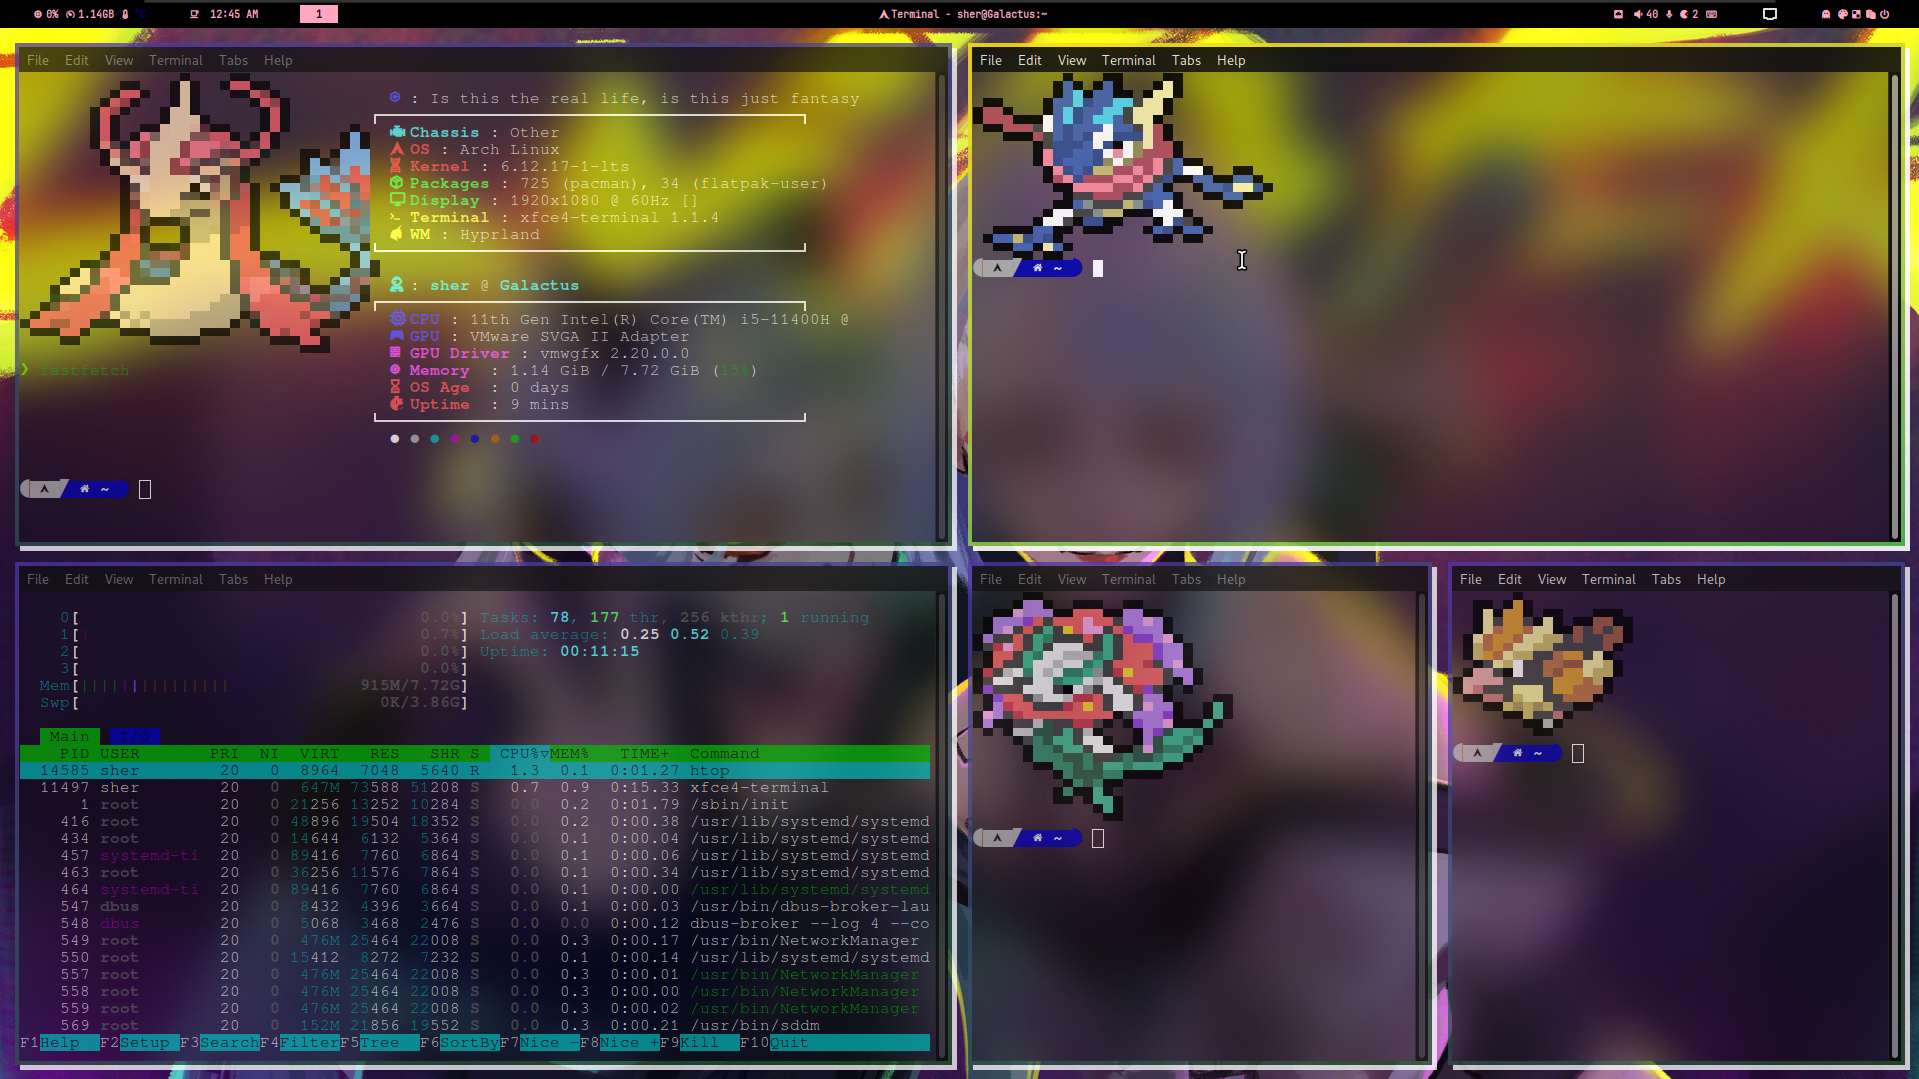 0% 1.14GB °C 12:45 AM 1 Terminal - sher@Galactus:~ 40 2
File Edit View Terminal Tabs Help
: Is this the real life, is this just fantasy
Chassis : Other
OS : Arch Linux
Kernel : 6.12.17-1-lts
Packages : 725 (pacman), 34 (flatpak-user)
Display : 1920x1080 @ 60Hz []
Terminal : xfce4-terminal 1.1.4
WM : Hyprland
: sher @ Galactus
CPU : 11th Gen Intel(R) Core(TM) i5-11400H @
GPU : VMware SVGA II Adapter
GPU Driver : vmwgfx 2.20.0.0
Memory : 1.14 GiB / 7.72 GiB (15%)
OS Age : 0 days
Uptime : 9 mins
❯ fastfetch
~
File Edit View Terminal Tabs Help
~
File Edit View Terminal Tabs Help
0[ 0.0%] Tasks: 78, 177 thr, 256 kthr; 1 running
1[| 0.7%] Load average: 0.25 0.52 0.39
2[ 0.0%] Uptime: 00:11:15
3[ 0.0%]
Mem[||||||||||||||| 915M/7.72G]
Swp[ 0K/3.86G]
Main I/O
PID USER PRI NI VIRT RES SHR S CPU%▽MEM% TIME+ Command
14585 sher 20 0 8964 7048 5640 R 1.3 0.1 0:01.27 htop
11497 sher 20 0 647M 73588 51208 S 0.7 0.9 0:15.33 xfce4-terminal
1 root 20 0 21256 13252 10284 S 0.0 0.2 0:01.79 /sbin/init
416 root 20 0 48896 19504 18352 S 0.0 0.2 0:00.38 /usr/lib/systemd/systemd
434 root 20 0 14644 6132 5364 S 0.0 0.1 0:00.04 /usr/lib/systemd/systemd
457 systemd-ti 20 0 89416 7760 6864 S 0.0 0.1 0:00.06 /usr/lib/systemd/systemd
463 root 20 0 36256 11576 7864 S 0.0 0.1 0:00.34 /usr/lib/systemd/systemd
464 systemd-ti 20 0 89416 7760 6864 S 0.0 0.1 0:00.00 /usr/lib/systemd/systemd
547 dbus 20 0 8432 4396 3664 S 0.0 0.1 0:00.03 /usr/bin/dbus-broker-lau
548 dbus 20 0 5068 3468 2476 S 0.0 0.0 0:00.12 dbus-broker --log 4 --co
549 root 20 0 476M 25464 22008 S 0.0 0.3 0:00.17 /usr/bin/NetworkManager
550 root 20 0 15412 8272 7232 S 0.0 0.1 0:00.14 /usr/lib/systemd/systemd
557 root 20 0 476M 25464 22008 S 0.0 0.3 0:00.01 /usr/bin/NetworkManager
558 root 20 0 476M 25464 22008 S 0.0 0.3 0:00.00 /usr/bin/NetworkManager
559 root 20 0 476M 25464 22008 S 0.0 0.3 0:00.02 /usr/bin/NetworkManager
569 root 20 0 152M 21856 19552 S 0.0 0.3 0:00.21 /usr/bin/sddm
F1Help F2Setup F3SearchF4FilterF5Tree F6SortByF7Nice -F8Nice +F9Kill F10Quit
File Edit View Terminal Tabs Help
~
File Edit View Terminal Tabs Help
~